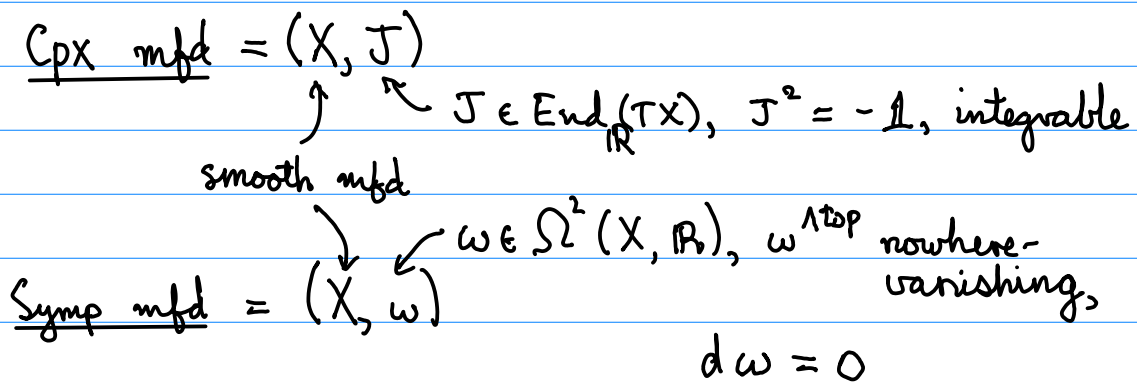 Cpx mfd = (X, J)
J ∈ End_ℝ(TX), J² = -𝟙, integrable
smooth mfd
ω ∈ Ω²(X, ℝ), ω^{∧top} nowhere-
vanishing,
Symp mfd = (X, ω)
dω = 0